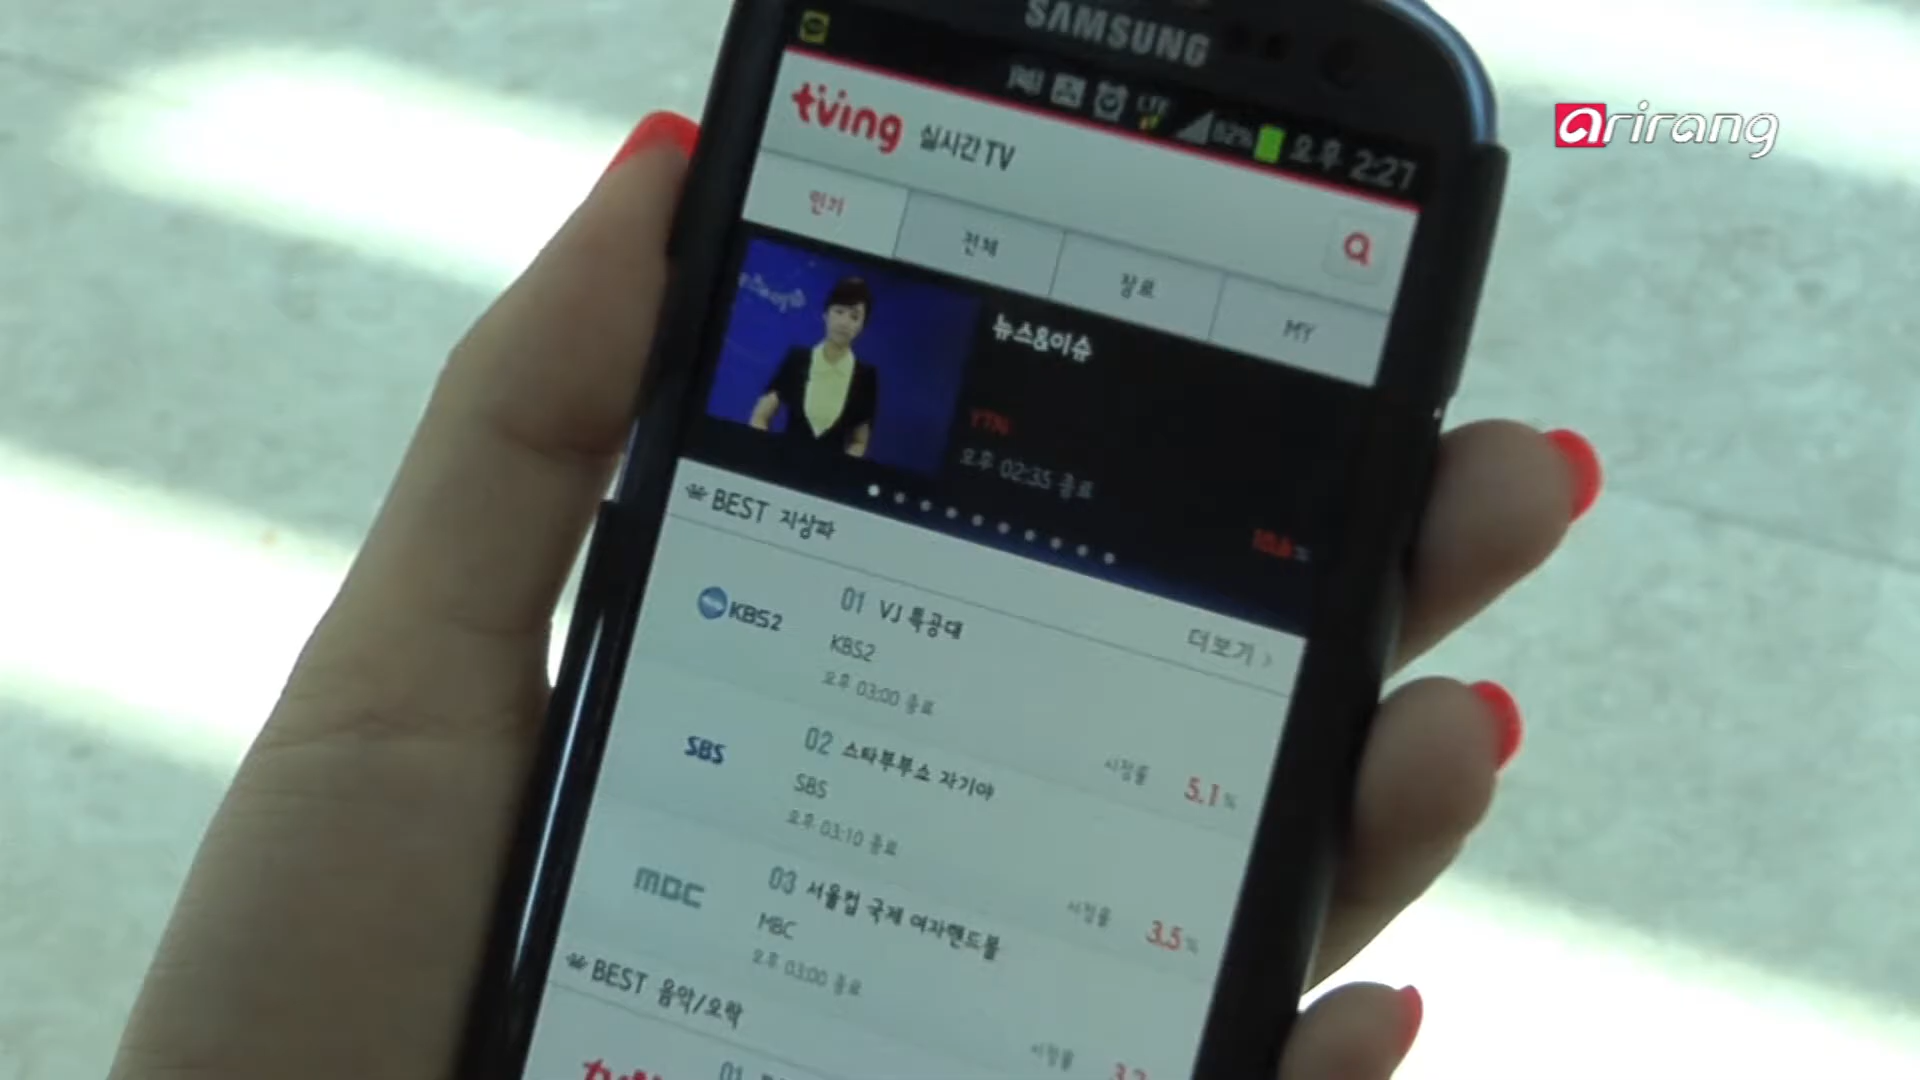 SAMSUNG
arirang
LTE
82% 오후 2:27
tving 실시간TV
인기 전체 장르 MY
뉴스&이슈
YTN
오후 02:35 종료
BEST 지상파
더보기
KBS2
01 VJ 특공대
KBS2
오후 03:00 종료
시청률 5.1%
SBS
02 스타부부쇼 자기야
SBS
오후 03:10 종료
시청률 3.5%
MBC
03 서울컵 국제 여자핸드볼
MBC
오후 03:00 종료
시청률
BEST 음악/오락
01